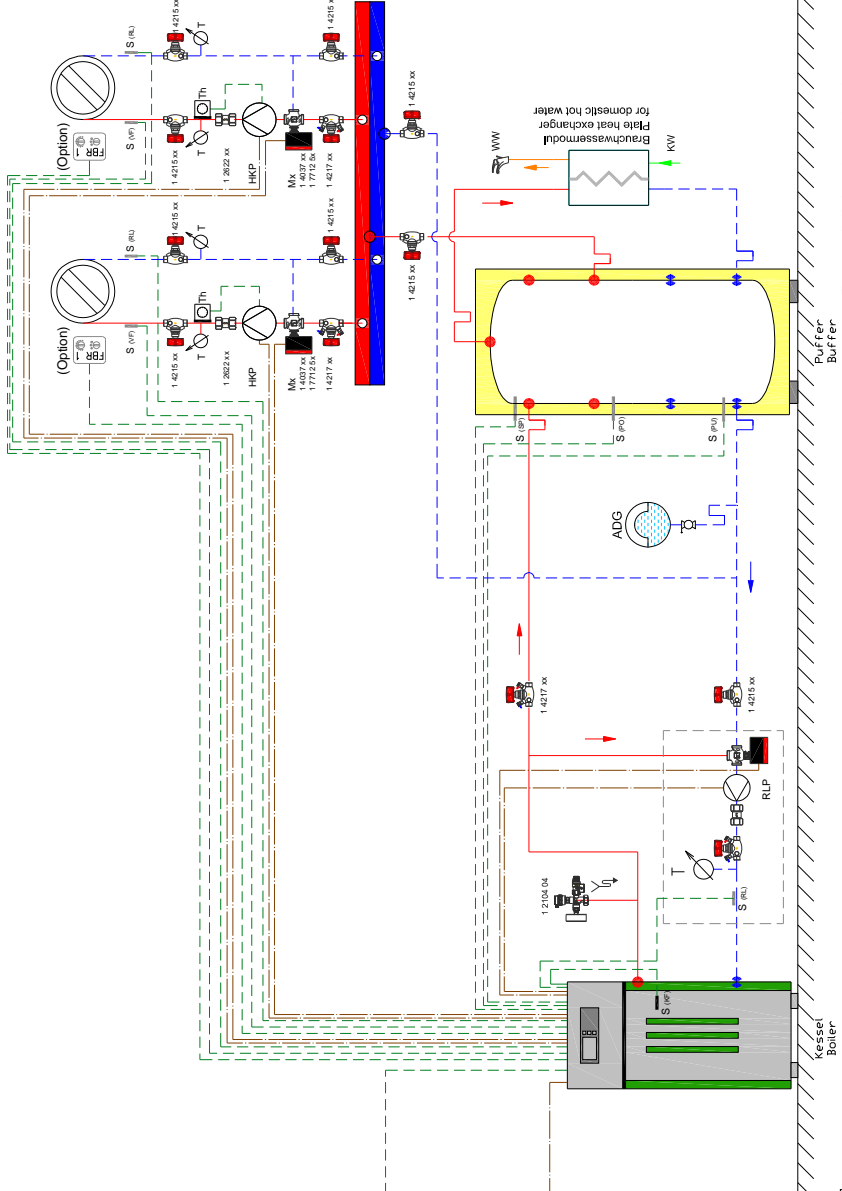 1 4215 xx
T
S (RL)
1 4215 xx
Th
T
S (VF)
(Option)
FBR 1
1 4215 xx
1 2622 xx
HKP
Mx
1 4037 xx
1 7712 5x
1 4217 xx
1 4215 xx
T
S (RL)
1 4215 xx
Th
T
S (VF)
(Option)
FBR 1
1 4215 xx
1 2622 xx
HKP
Mx
1 4037 xx
1 7712 5x
1 4217 xx
1 4215 xx
1 4215 xx
Brauchwassermodul
Plate heat exchanger
for domestic hot water
WW
KW
S (SP)
S (PO)
S (PU)
Puffer
Buffer
ADG
1 4217 xx
1 4215 xx
RLP
T
S (RL)
1 2104 04
S (KF)
Kessel
Boiler